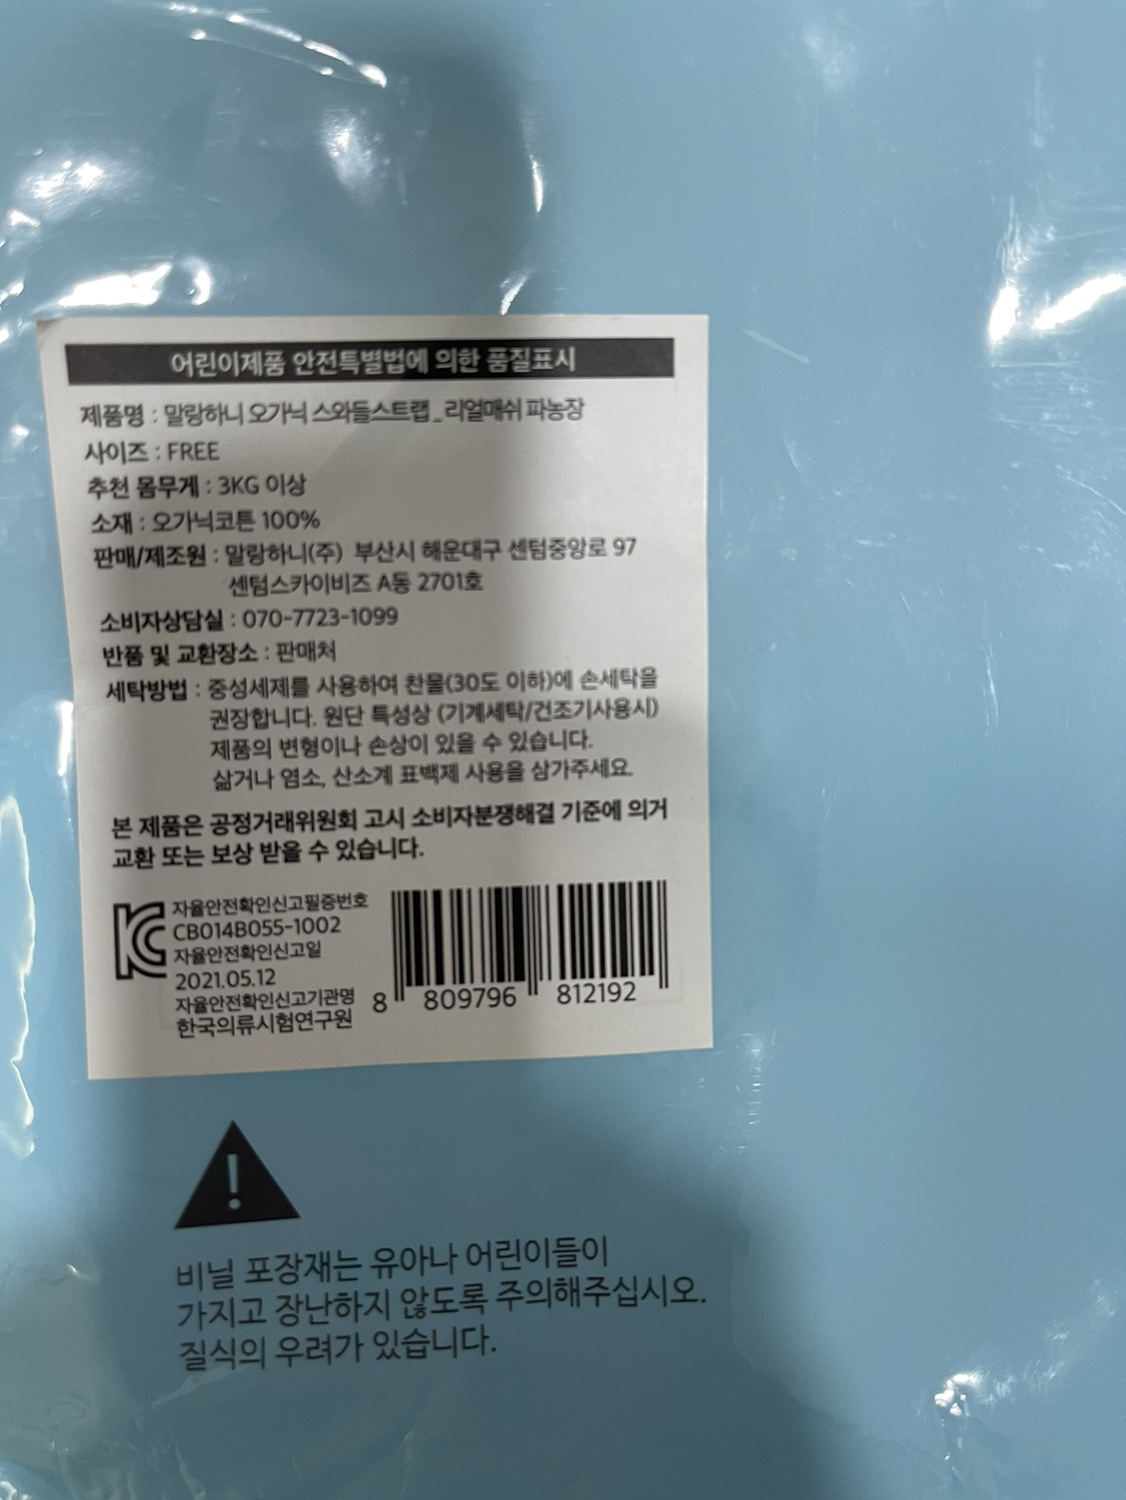 어린이제품 안전특별법에 의한 품질표시
제품명 : 말랑하니 오가닉 스와들스트랩_리얼매쉬 파농장
사이즈 : FREE
추천 몸무게 : 3KG 이상
소재 : 오가닉코튼 100%
판매/제조원 : 말랑하니(주) 부산시 해운대구 센텀중앙로 97
센텀스카이비즈 A동 2701호
소비자상담실 : 070-7723-1099
반품 및 교환장소 : 판매처
세탁방법 : 중성세제를 사용하여 찬물(30도 이하)에 손세탁을
권장합니다. 원단 특성상 (기계세탁/건조기사용시)
제품의 변형이나 손상이 있을 수 있습니다.
삶거나 염소, 산소계 표백제 사용을 삼가주세요.
본 제품은 공정거래위원회 고시 소비자분쟁해결 기준에 의거
교환 또는 보상 받을 수 있습니다.
자율안전확인신고필증번호
CB014B055-1002
자율안전확인신고일
2021.05.12
자율안전확인신고기관명
한국의류시험연구원
8 809796 812192
비닐 포장재는 유아나 어린이들이
가지고 장난하지 않도록 주의해주십시오.
질식의 우려가 있습니다.